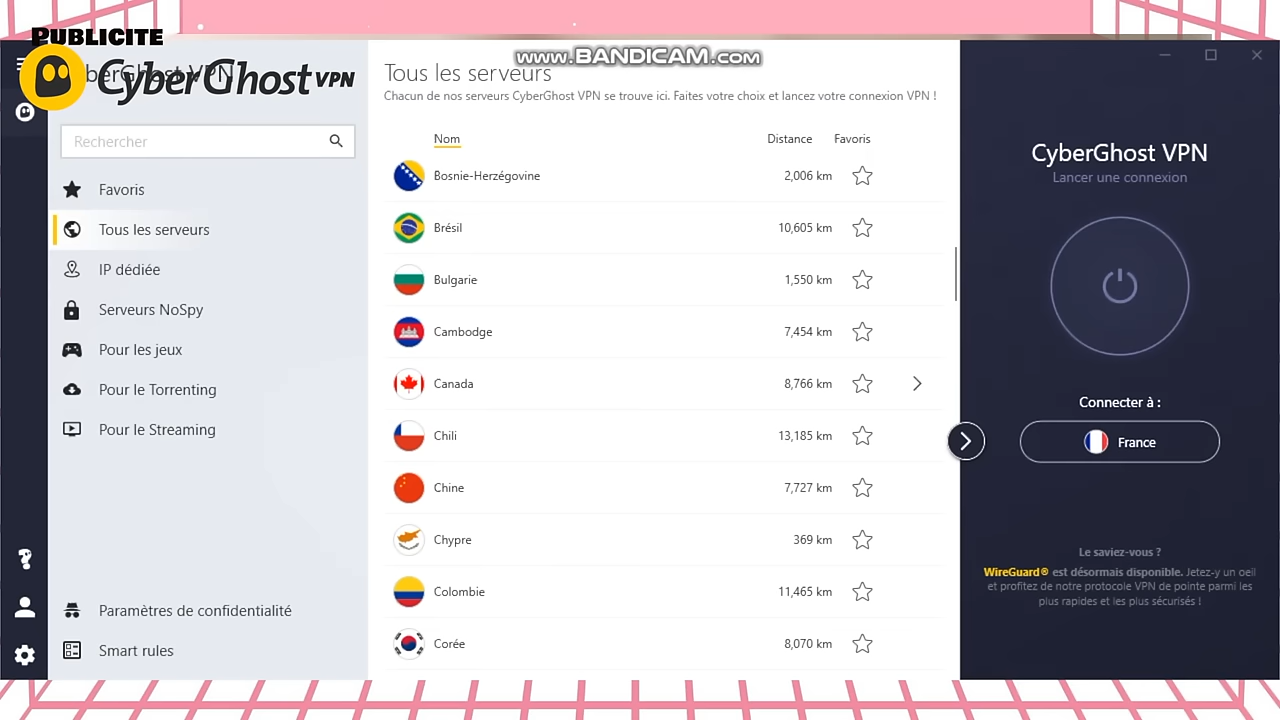 PUBLICITE
CyberGhost VPN
www.BANDICAM.com
CyberGhost VPN
Tous les serveurs
Chacun de nos serveurs CyberGhost VPN se trouve ici. Faites votre choix et lancez votre connexion VPN !
Rechercher
Favoris
Tous les serveurs
IP dédiée
Serveurs NoSpy
Pour les jeux
Pour le Torrenting
Pour le Streaming
Paramètres de confidentialité
Smart rules
Nom Distance Favoris
Bosnie-Herzégovine 2,006 km
Brésil 10,605 km
Bulgarie 1,550 km
Cambodge 7,454 km
Canada 8,766 km
Chili 13,185 km
Chine 7,727 km
Chypre 369 km
Colombie 11,465 km
Corée 8,070 km
CyberGhost VPN
Lancer une connexion
Connecter à :
France
Le saviez-vous ?
WireGuard® est désormais disponible. Jetez-y un oeil
et profitez de notre protocole VPN de pointe parmi les
plus rapides et les plus sécurisés !